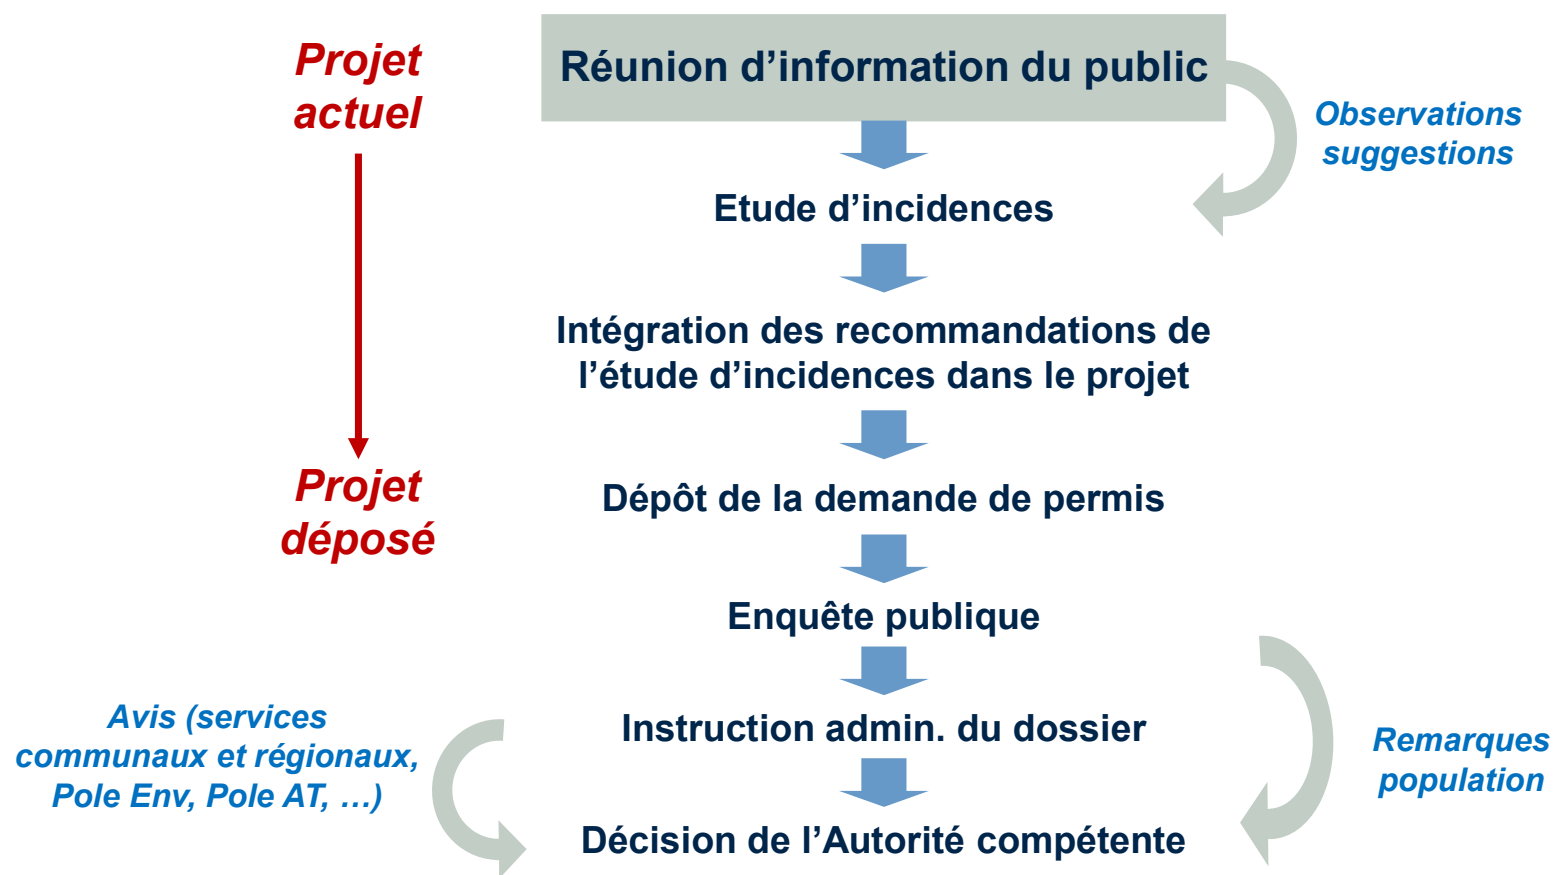 Projet
actuel
Réunion d’information du public
Observations
suggestions
Etude d’incidences
Intégration des recommandations de
l’étude d’incidences dans le projet
Projet
déposé
Dépôt de la demande de permis
Enquête publique
Avis (services
communaux et régionaux,
Pole Env, Pole AT, …)
Instruction admin. du dossier
Remarques
population
Décision de l’Autorité compétente